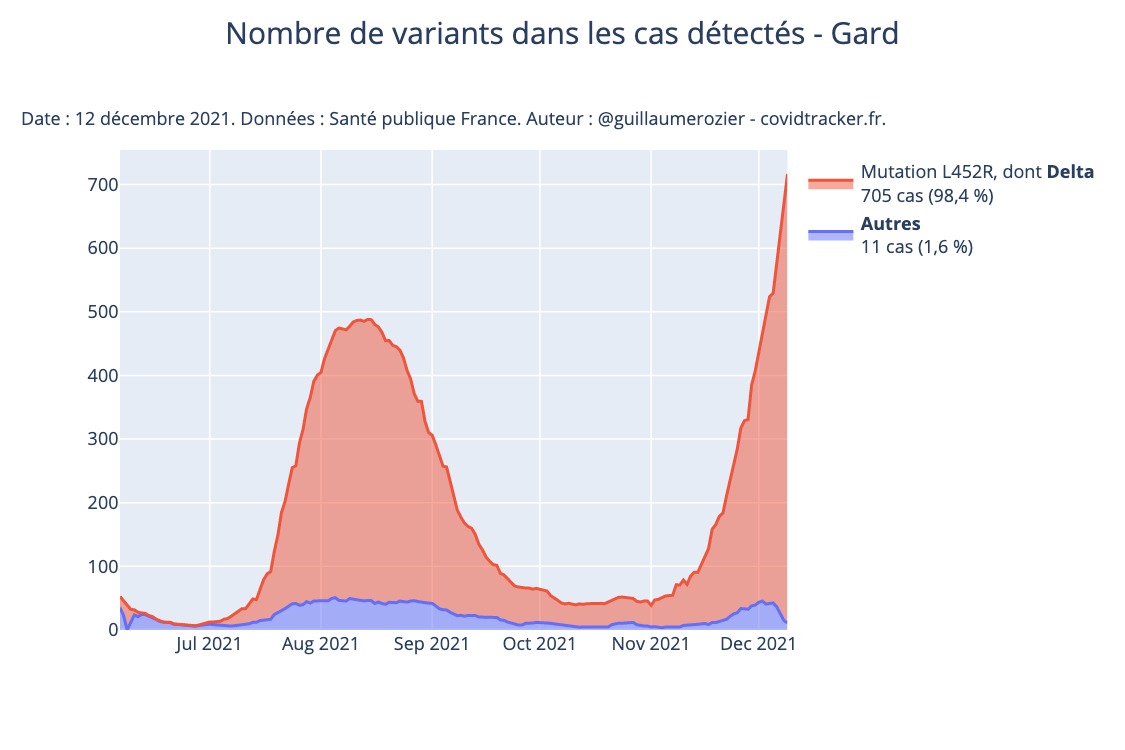 Nombre de variants dans les cas détectés - Gard
Date : 12 décembre 2021. Données : Santé publique France. Auteur : @guillaumerozier - covidtracker.fr.
Mutation L452R, dont Delta
705 cas (98,4 %)
Autres
11 cas (1,6 %)
700
600
500
400
300
200
100
0
Jul 2021
Aug 2021
Sep 2021
Oct 2021
Nov 2021
Dec 2021